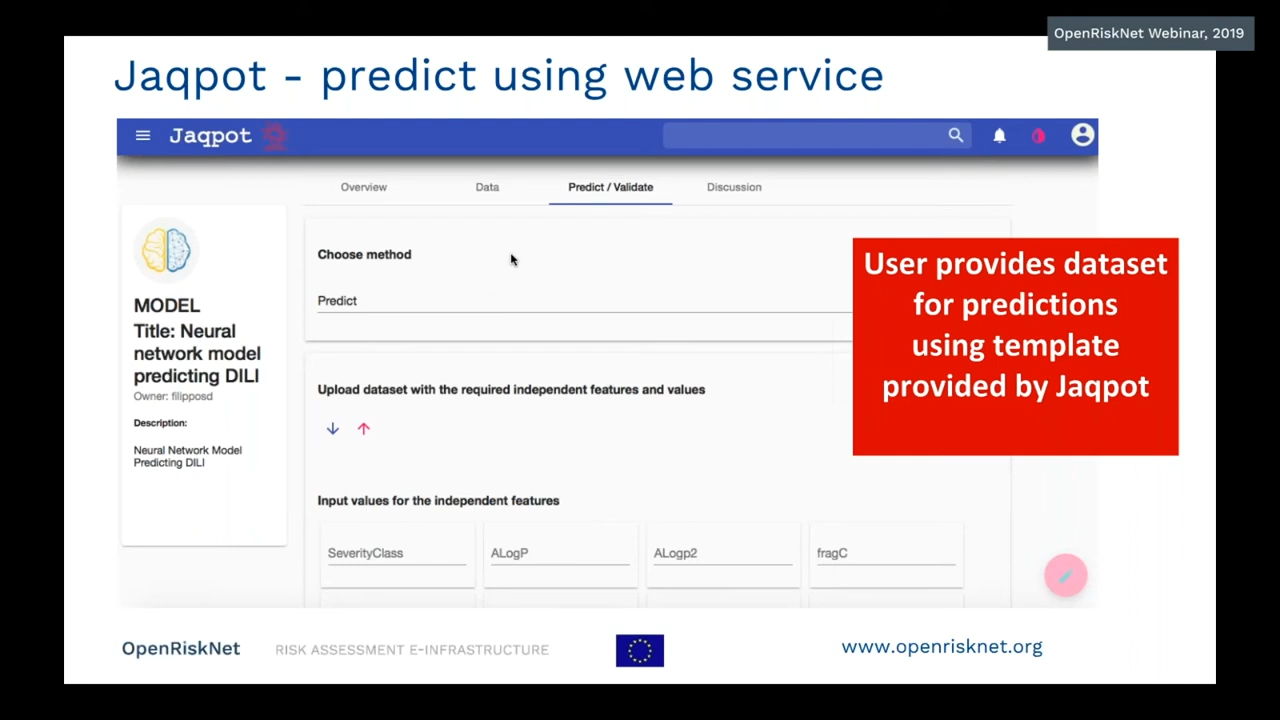 OpenRiskNet Webinar, 2019
Jaqpot - predict using web service
Jaqpot
Overview
Data
Predict / Validate
Discussion
MODEL
Title: Neural
network model
predicting DILI
Owner: filipposd
Description:
Neural Network Model
Predicting DILI
Choose method
Predict
Upload dataset with the required independent features and values
Input values for the independent features
SeverityClass
ALogP
ALogp2
fragC
User provides dataset
for predictions
using template
provided by Jaqpot
OpenRiskNet
RISK ASSESSMENT E-INFRASTRUCTURE
www.openrisknet.org